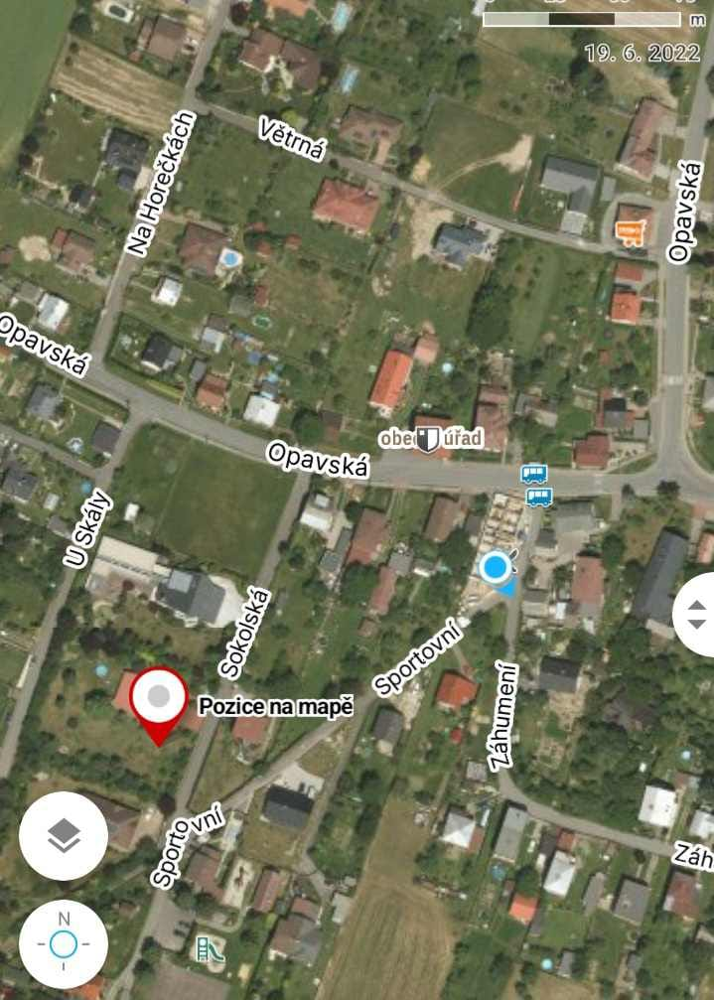 m
19. 6. 2022
Větrná
Na Horečkách
Opavská
Opavská
obec úřad
Opavská
U Skály
Sokolská
Sportovní
Pozice na mapě
Záhumení
Sportovní
Záh
N